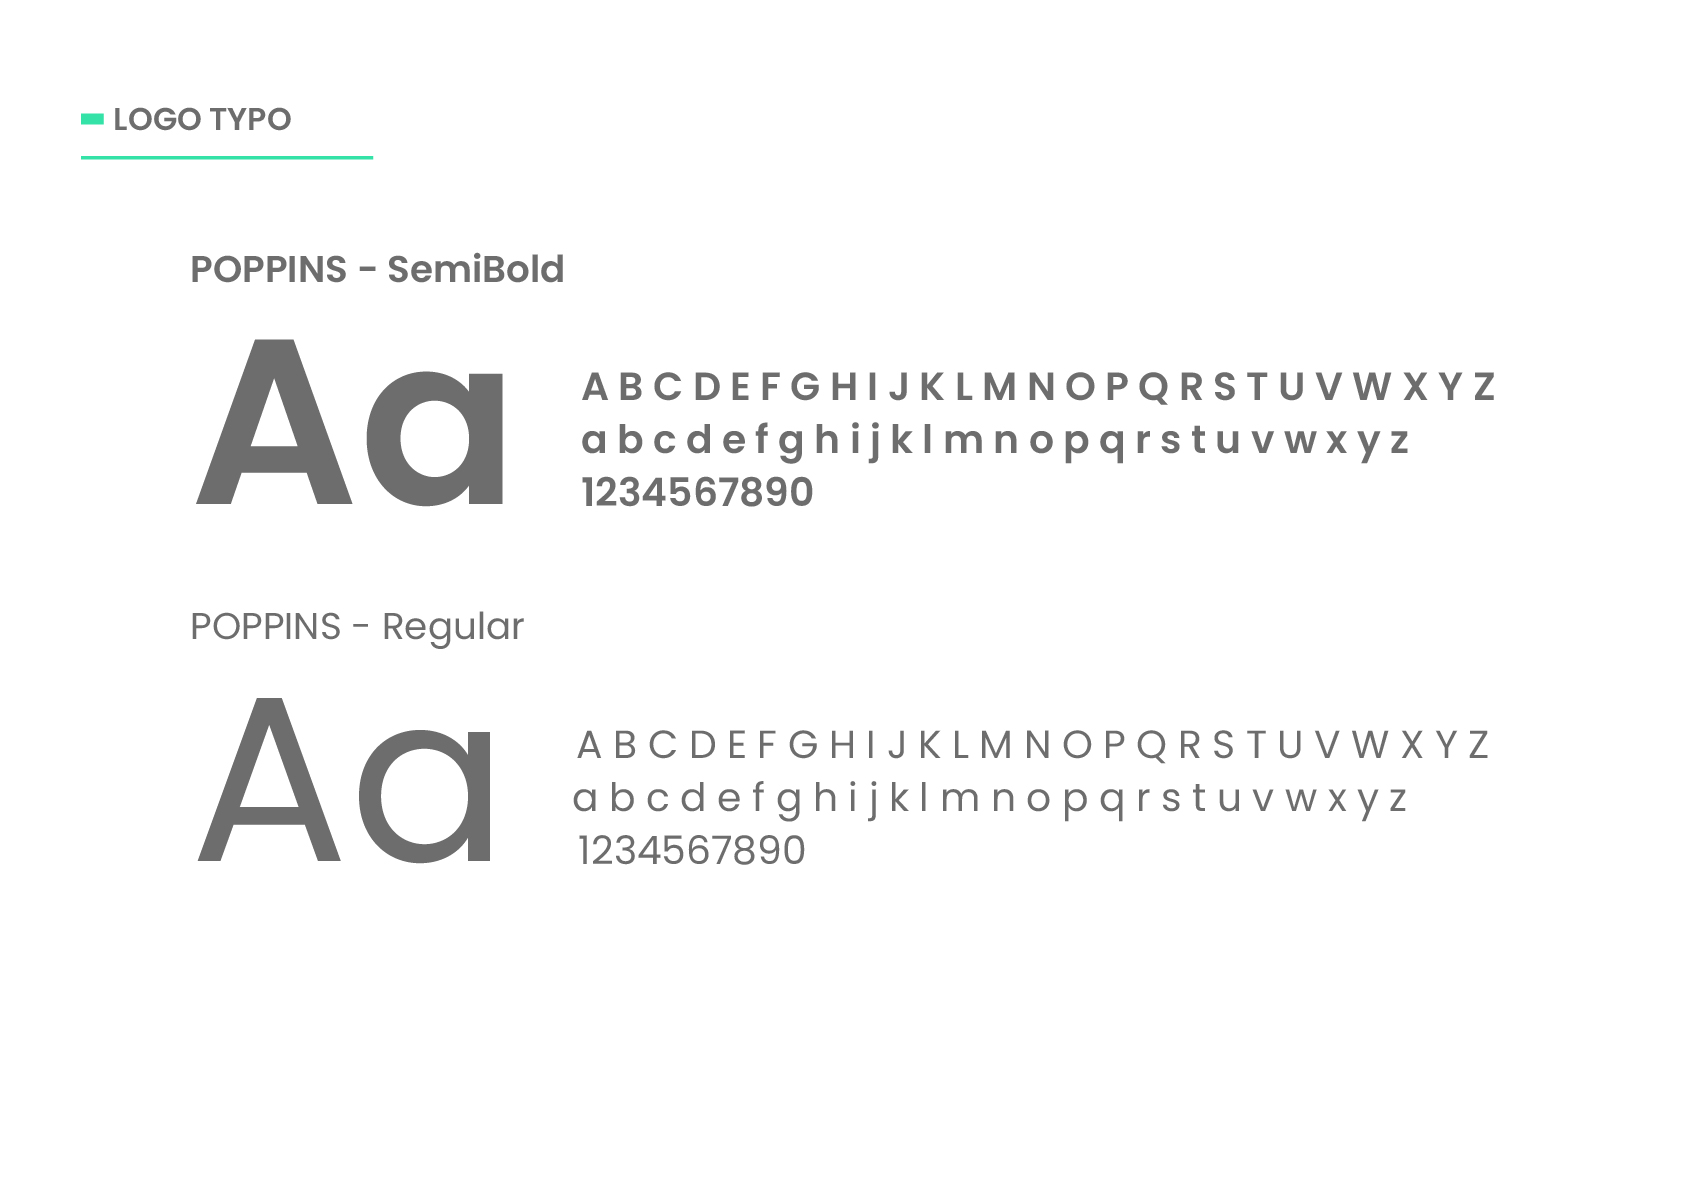 LOGO TYPO
POPPINS - SemiBold
Aa
A B C D E F G H I J K L M N O P Q R S T U V W X Y Z
a b c d e f g h i j k l m n o p q r s t u v w x y z
1234567890
POPPINS - Regular
Aa
A B C D E F G H I J K L M N O P Q R S T U V W X Y Z
a b c d e f g h i j k l m n o p q r s t u v w x y z
1234567890